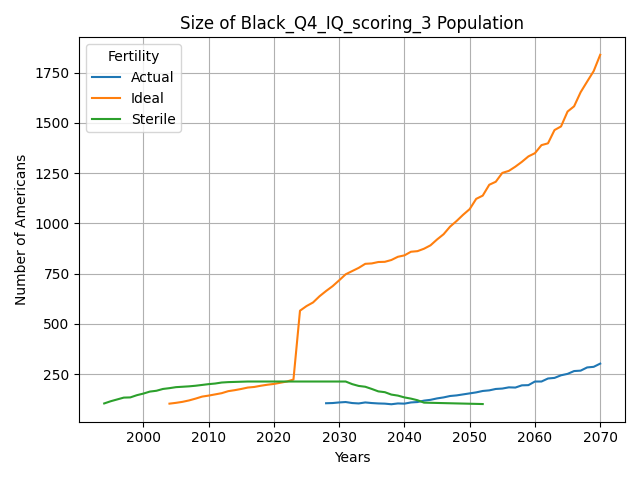 Size of Black_Q4_IQ_scoring_3 Population
Fertility
Actual
Ideal
Sterile
Number of Americans
1750
1500
1250
1000
750
500
250
2000 2010 2020 2030 2040 2050 2060 2070
Years